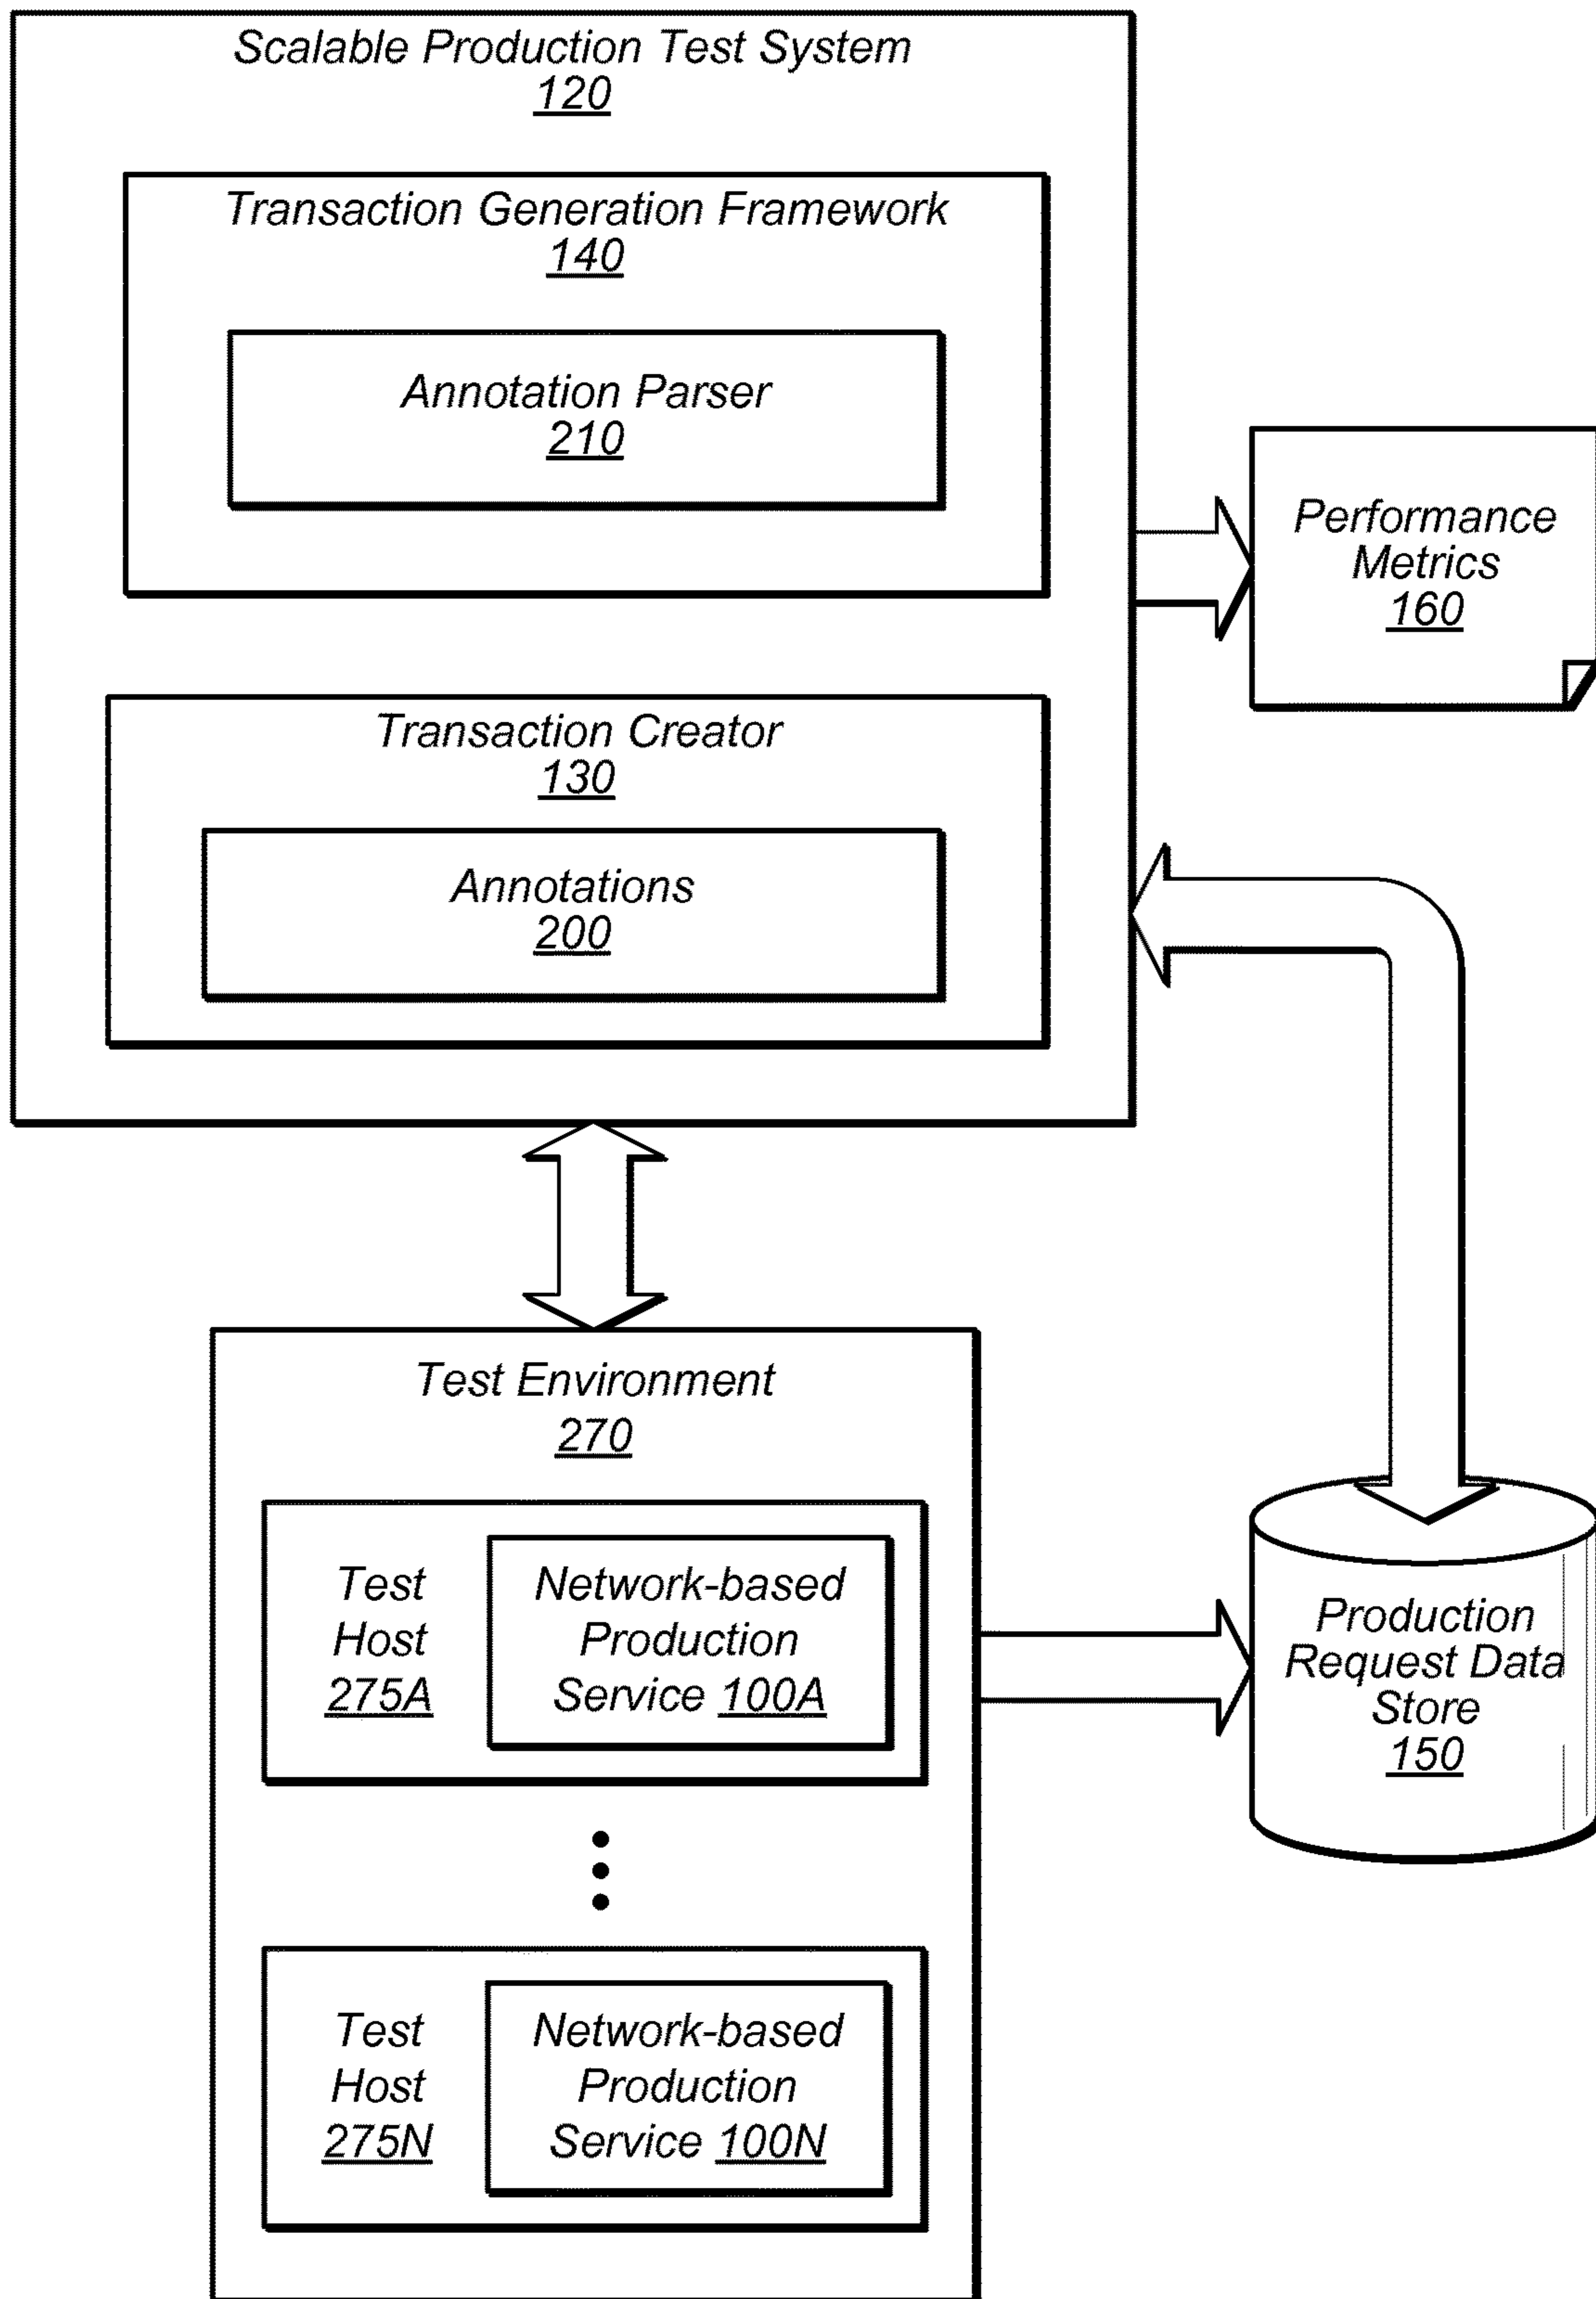 Scalable Production Test System
120
Transaction Generation Framework
140
Annotation Parser
210
Performance
Metrics
160
Transaction Creator
130
Annotations
200
Test Environment
270
Test
Host
275A
Network-based
Production
Service 100A
Production
Request Data
Store
150
Test
Host
275N
Network-based
Production
Service 100N